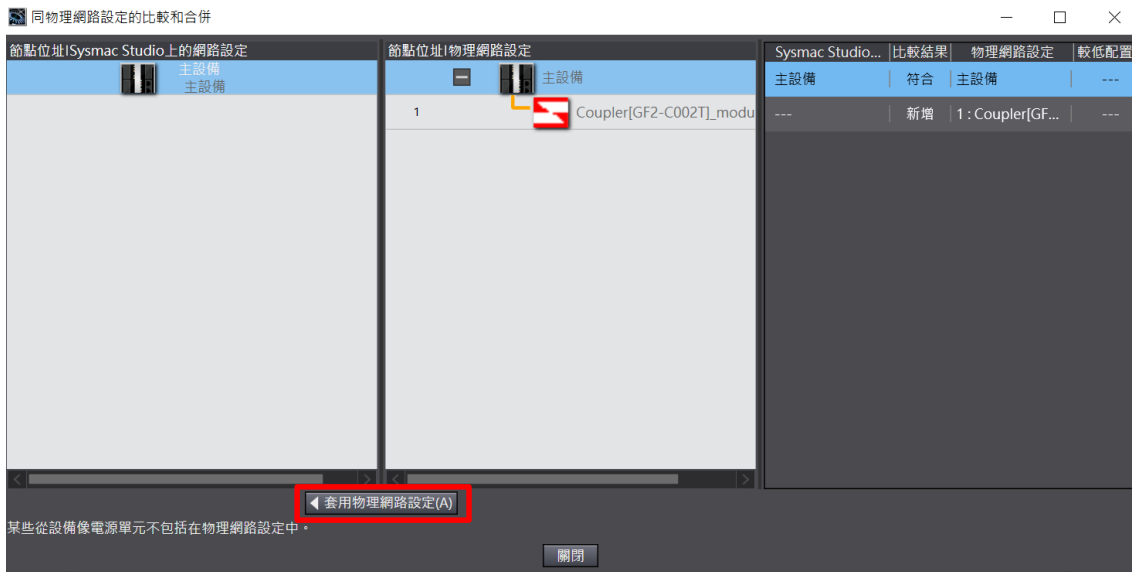 同物理網路設定的比較和合併
節點位址|Sysmac Studio上的網路設定
主設備
主設備
節點位址|物理網路設定
主設備
1 Coupler[GF2-C002T]_modu
Sysmac Studio... 比較結果 物理網路設定 較低配置
主設備 符合 主設備 ---
--- 新增 1 : Coupler[GF... ---
套用物理網路設定(A)
某些從設備像電源單元不包括在物理網路設定中。
關閉